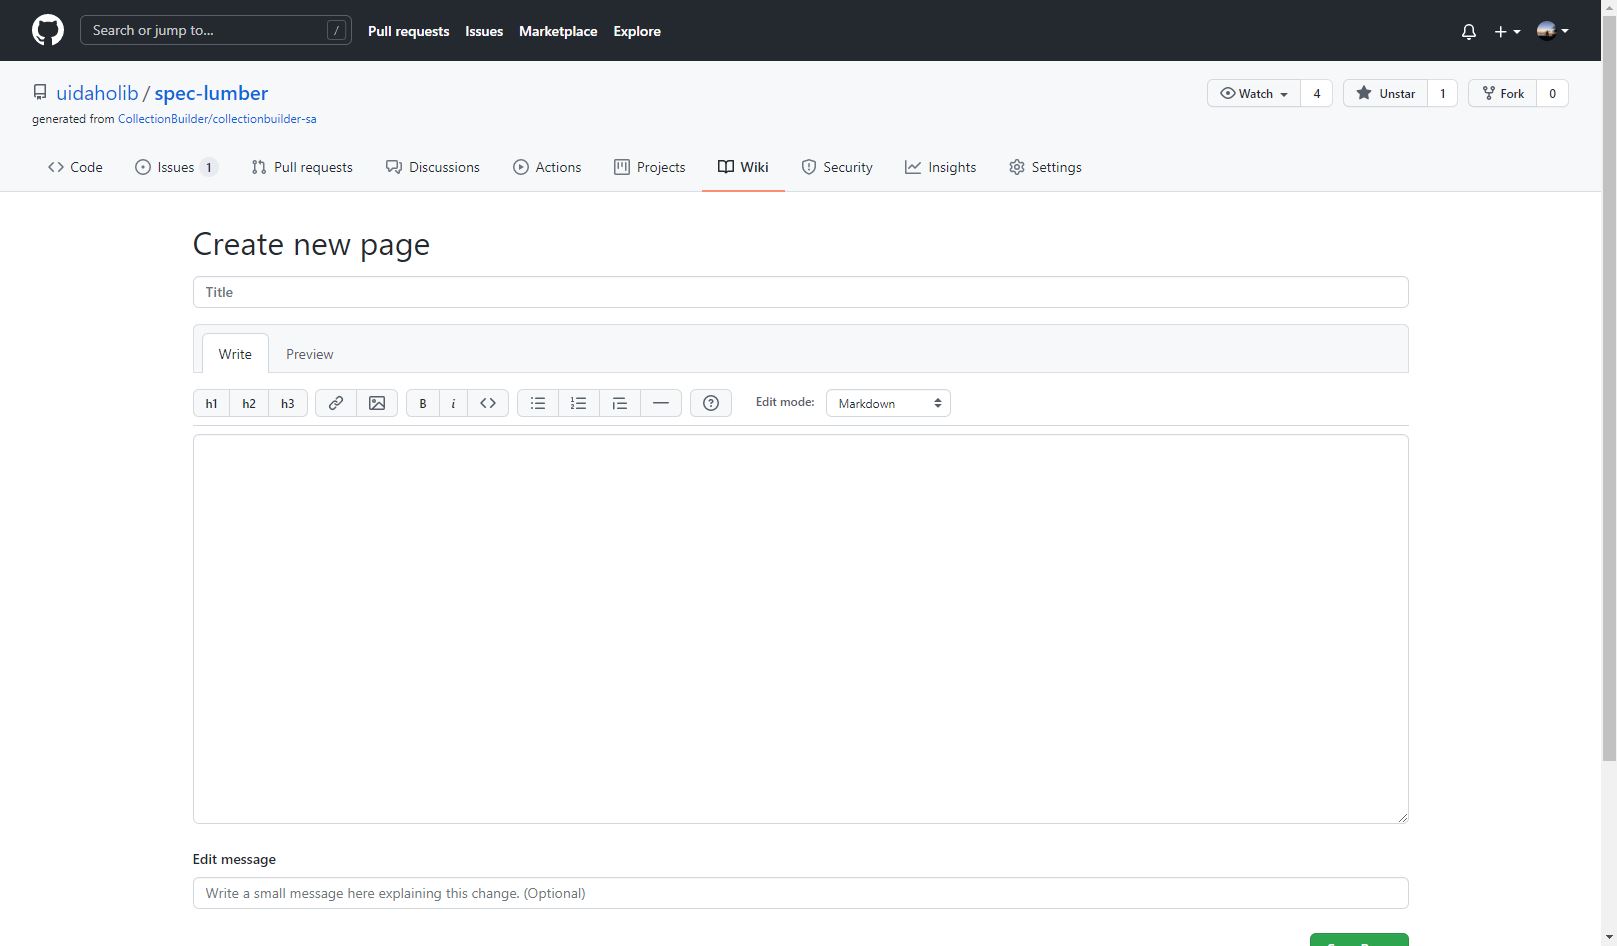 Search or jump to... / Pull requests Issues Marketplace Explore
uidaholib / spec-lumber Watch 4 Unstar 1 Fork 0
generated from CollectionBuilder/collectionbuilder-sa
Code Issues 1 Pull requests Discussions Actions Projects Wiki Security Insights Settings
Create new page
Title
Write Preview
h1 h2 h3 B i Edit mode: Markdown
Edit message
Write a small message here explaining this change. (Optional)